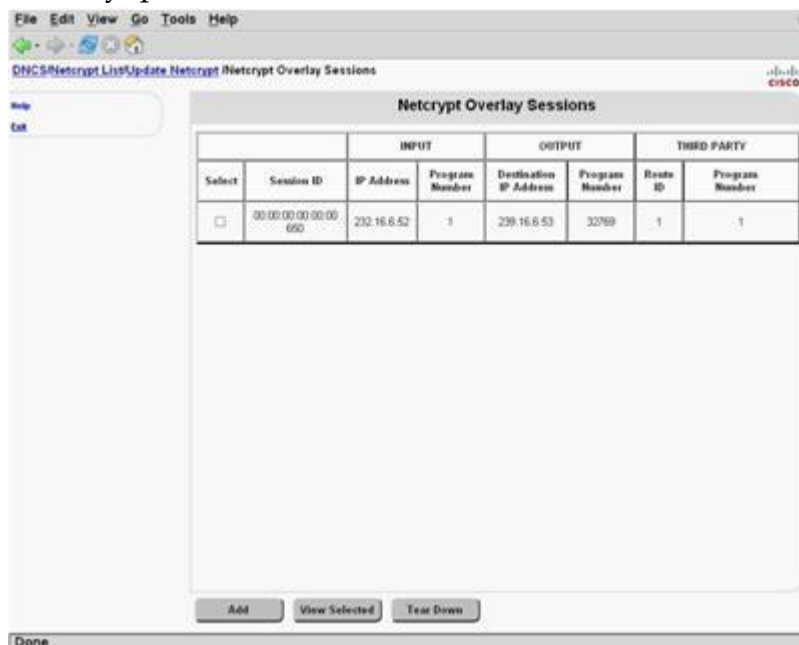 File Edit View Go Tools Help
DNCS/Netcrypt List/Update Netcrypt /Netcrypt Overlay Sessions
CISCO
Help
Exit
Netcrypt Overlay Sessions
INPUT OUTPUT THIRD PARTY
Select Session ID IP Address Program Number Destination IP Address Program Number Route ID Program Number
00:00:00:00:00:00 650 232.16.6.52 1 239.16.6.53 32769 1 1
Add View Selected Tear Down
Done